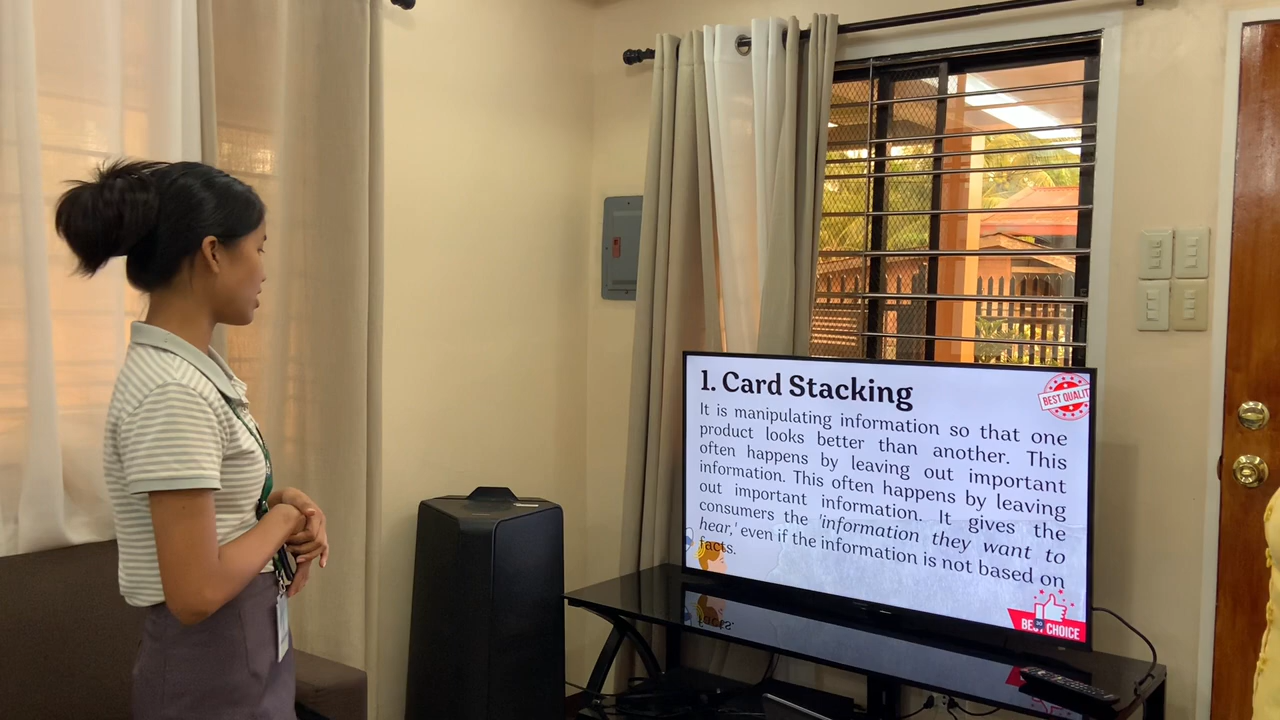 1. Card Stacking
BEST QUALIT
It is manipulating information so that one
product looks better than another. This
often happens by leaving out important
information. This often happens by leaving
out important information. It gives the
consumers the 'information they want to
hear,' even if the information is not based on
facts.
BEST CHOICE